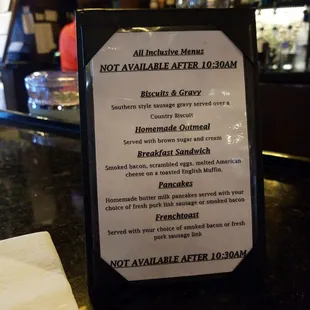 All Inclusive Menus
NOT AVAILABLE AFTER 10:30AM
Biscuits & Gravy
Southern style sausage gravy served over a
Country Biscuit
Homemade Outmeal
Served with brown sugar and cream
Breakfast Sandwich
Smoked bacon, scrambled eggs, melted American
cheese on a toasted English Muffin.
Pancakes
Homemade butter milk pancakes served with your
choice of fresh pork link sausage or smoked bacon
Frenchtoast
Served with your choice of smoked bacon or fresh
pork sausage link
NOT AVAILABLE AFTER 10:30AM